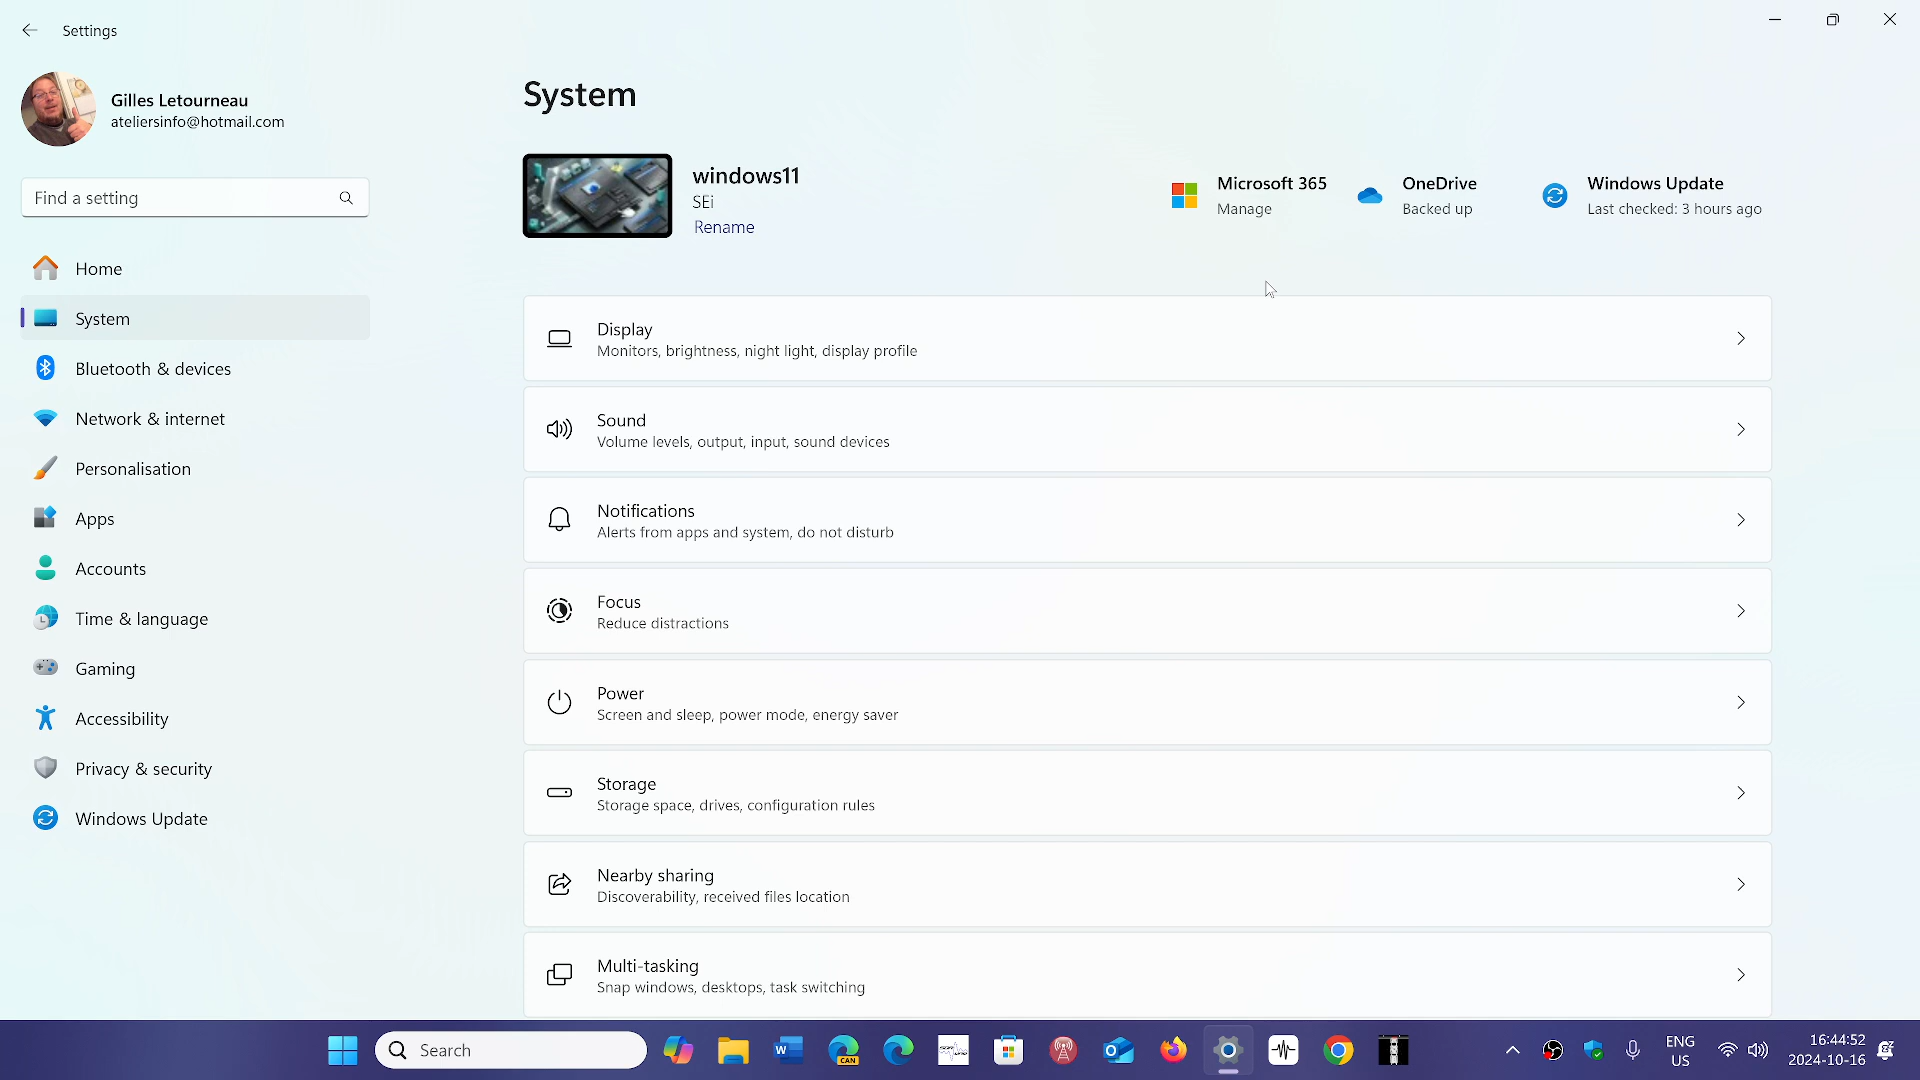 Settings
Gilles Letourneau
ateliersinfo@hotmail.com
Find a setting
Home
System
Bluetooth & devices
Network & internet
Personalisation
Apps
Accounts
Time & language
Gaming
Accessibility
Privacy & security
Windows Update
System
windows11
SEi
Rename
Microsoft 365
Manage
OneDrive
Backed up
Windows Update
Last checked: 3 hours ago
Display
Monitors, brightness, night light, display profile
Sound
Volume levels, output, input, sound devices
Notifications
Alerts from apps and system, do not disturb
Focus
Reduce distractions
Power
Screen and sleep, power mode, energy saver
Storage
Storage space, drives, configuration rules
Nearby sharing
Discoverability, received files location
Multi-tasking
Snap windows, desktops, task switching
Search
W
CAN
ENG
US
16:44:52
2024-10-16